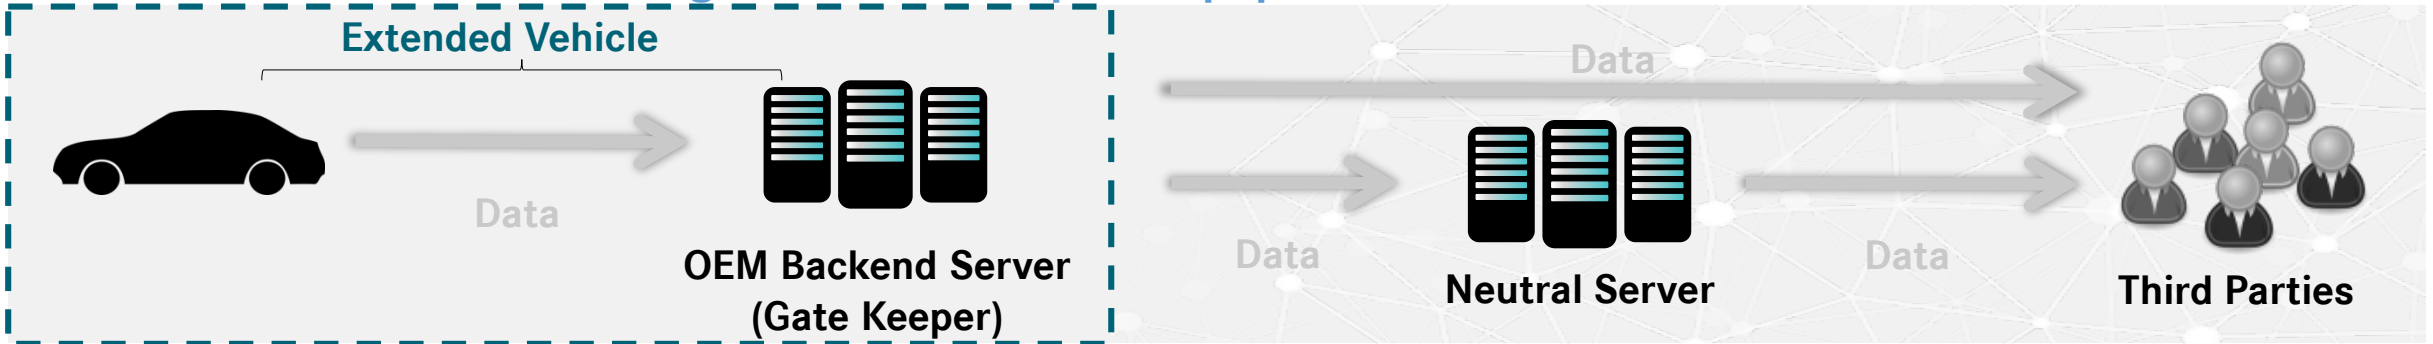 Extended Vehicle
Data
Data
OEM Backend Server
(Gate Keeper)
Data
Neutral Server
Data
Third Parties